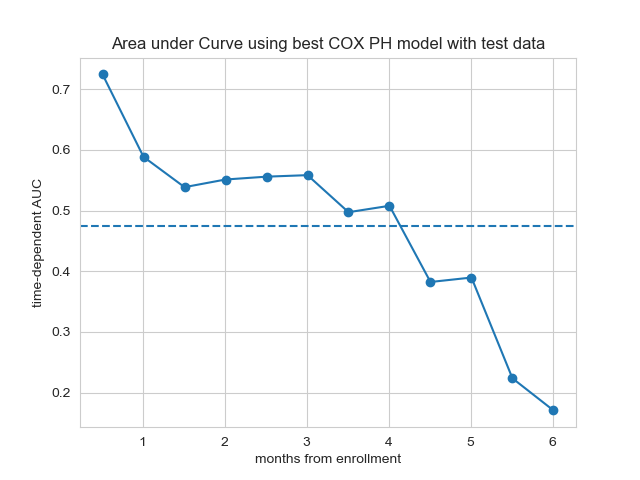 Area under Curve using best COX PH model with test data
time-dependent AUC
0.7
0.6
0.5
0.4
0.3
0.2
1 2 3 4 5 6
months from enrollment